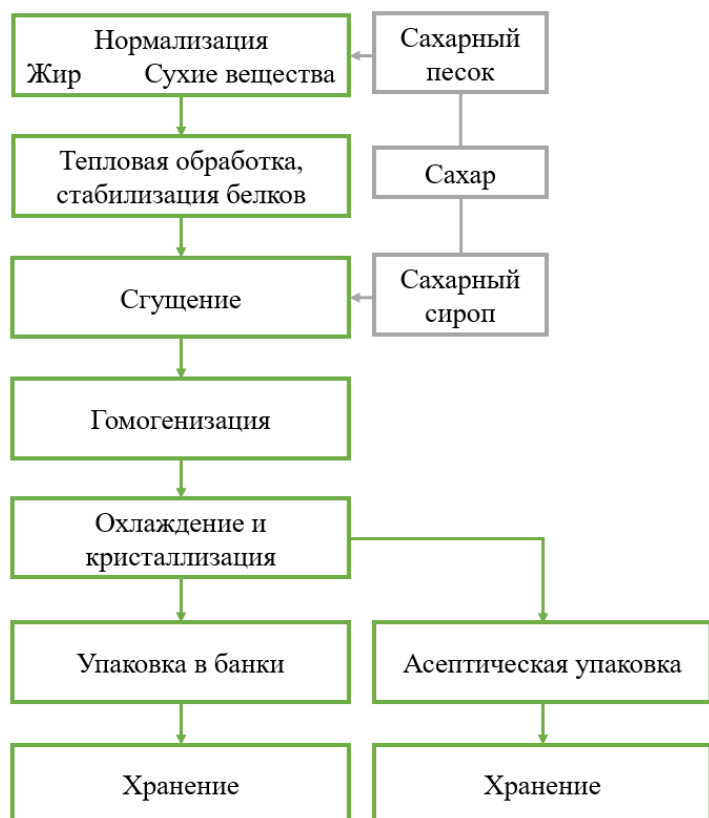 Нормализация
Жир Сухие вещества
Сахарный
песок
Тепловая обработка,
стабилизация белков
Сахар
Сгущение
Сахарный
сироп
Гомогенизация
Охлаждение и
кристаллизация
Упаковка в банки
Асептическая упаковка
Хранение
Хранение